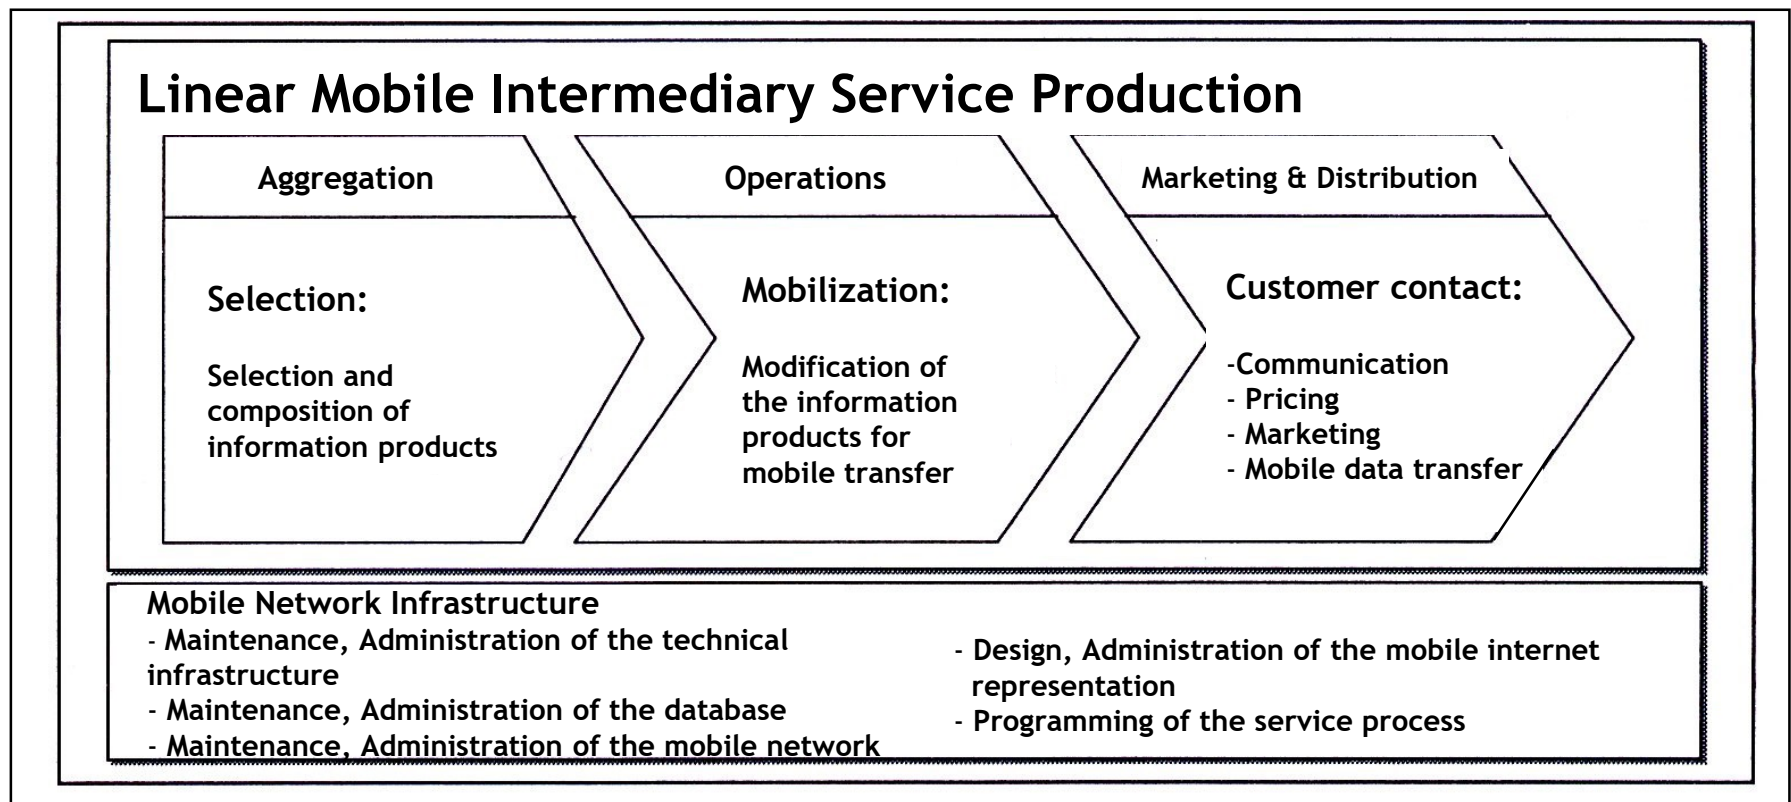 Linear Mobile Intermediary Service Production
Aggregation
Selection:
Selection and
composition of
information products
Operations
Mobilization:
Modification of
the information
products for
mobile transfer
Marketing & Distribution
Customer contact:
-Communication
- Pricing
- Marketing
- Mobile data transfer
Mobile Network Infrastructure
- Maintenance, Administration of the technical
infrastructure
- Maintenance, Administration of the database
- Maintenance, Administration of the mobile network
- Design, Administration of the mobile internet
representation
- Programming of the service process